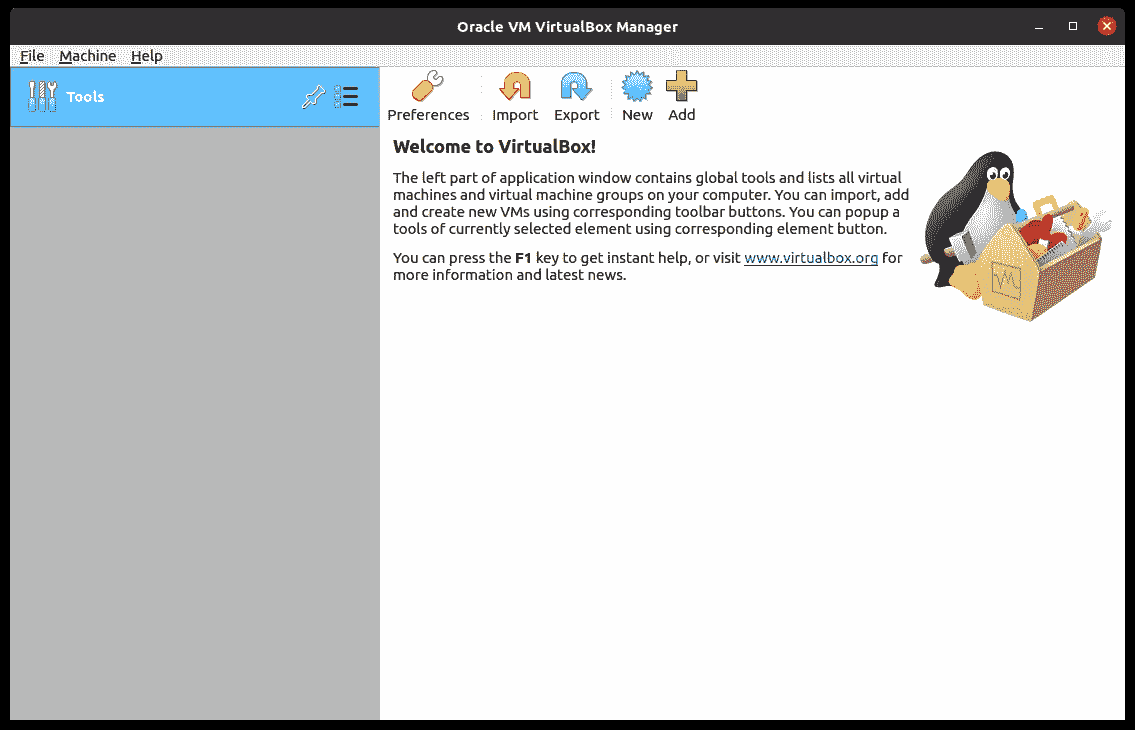 Oracle VM VirtualBox Manager
File Machine Help
Tools
Preferences Import Export New Add
Welcome to VirtualBox!
The left part of application window contains global tools and lists all virtual
machines and virtual machine groups on your computer. You can import, add
and create new VMs using corresponding toolbar buttons. You can popup a
tools of currently selected element using corresponding element button.
You can press the F1 key to get instant help, or visit www.virtualbox.org for
more information and latest news.